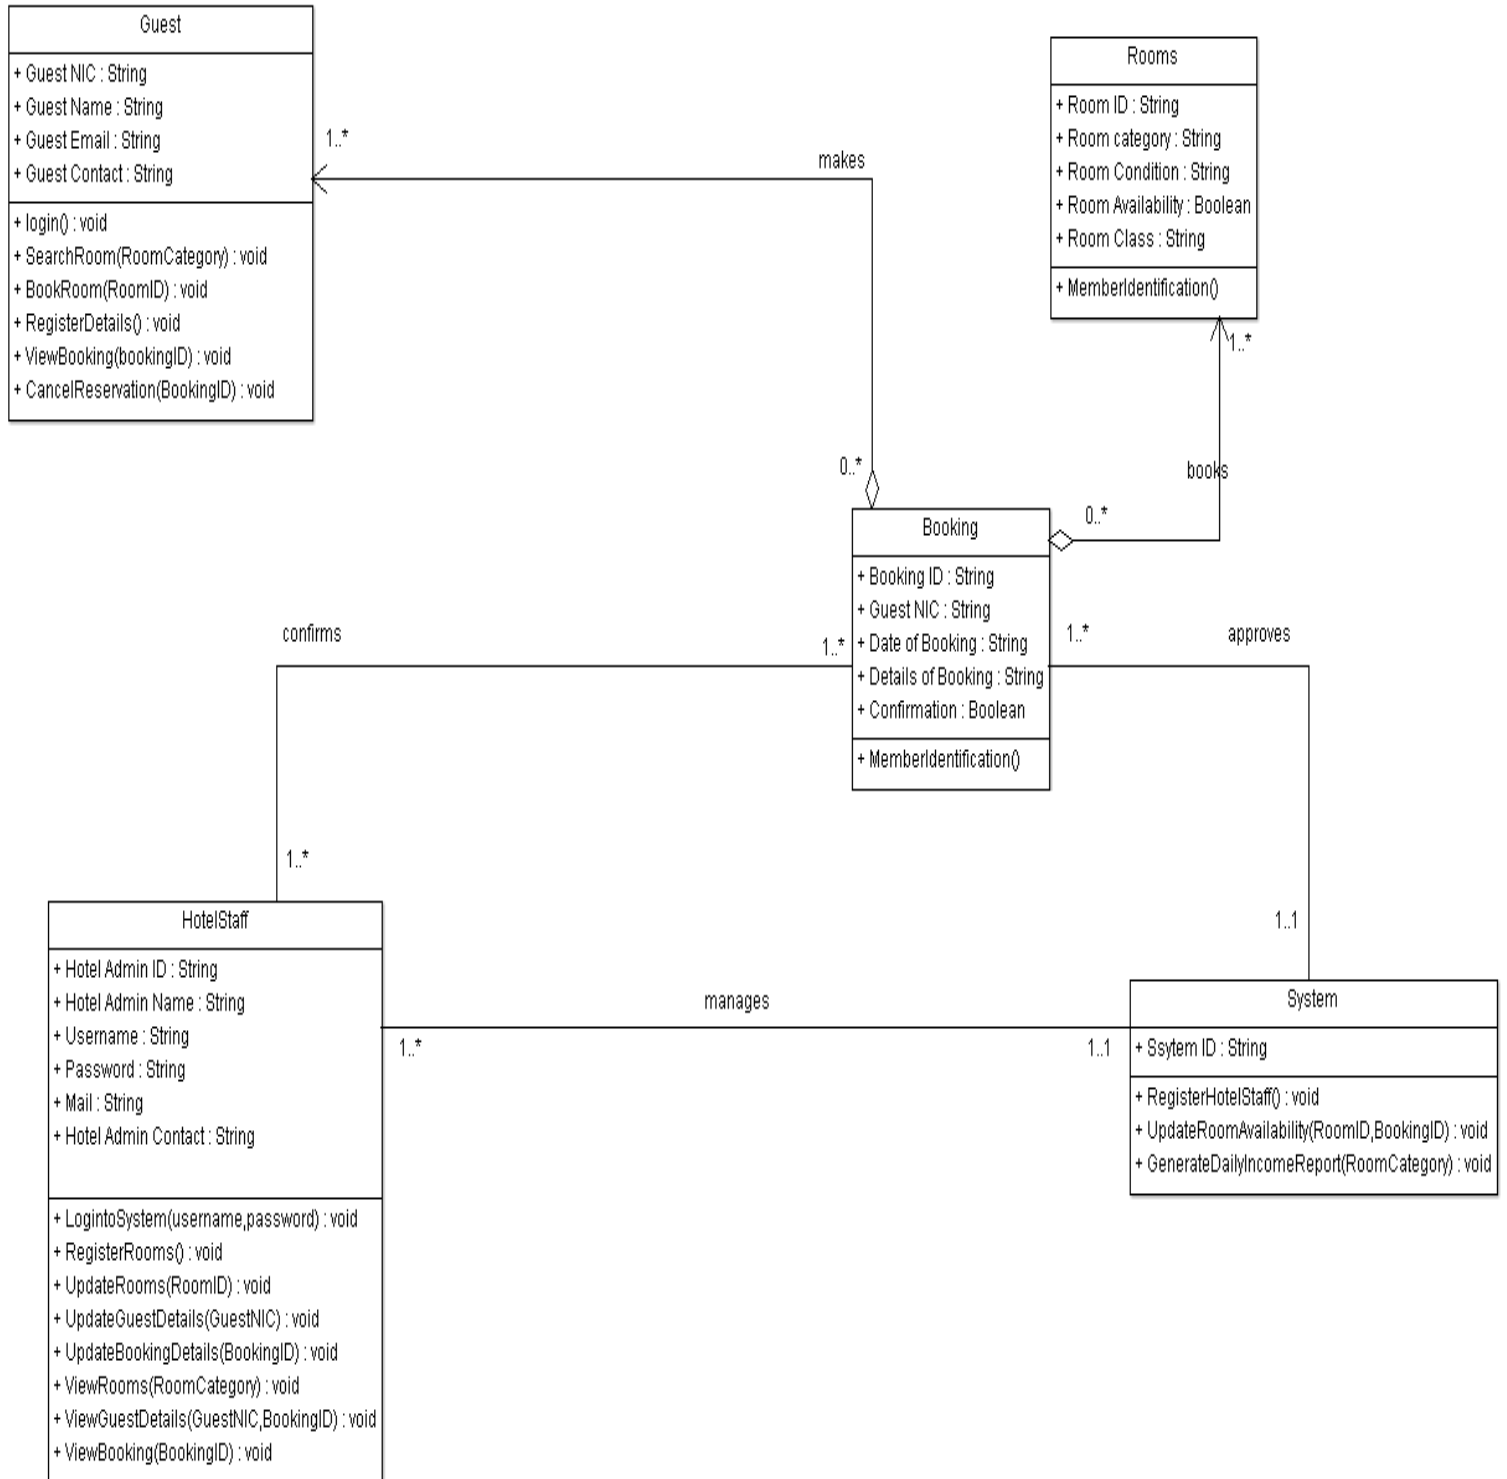 Guest
+ Guest NIC : String
+ Guest Name : String
+ Guest Email : String
+ Guest Contact : String
+ login() : void
+ SearchRoom(RoomCategory) : void
+ BookRoom(RoomID) : void
+ RegisterDetails() : void
+ ViewBooking(bookingID) : void
+ CancelReservation(BookingID) : void
1..*
makes
0..*
Rooms
+ Room ID : String
+ Room category : String
+ Room Condition : String
+ Room Availability : Boolean
+ Room Class : String
+ MemberIdentification()
1..*
books
0..*
Booking
+ Booking ID : String
+ Guest NIC : String
+ Date of Booking : String
+ Details of Booking : String
+ Confirmation : Boolean
+ MemberIdentification()
confirms
1..*
1..*
1..*
approves
1..1
HotelStaff
+ Hotel Admin ID : String
+ Hotel Admin Name : String
+ Username : String
+ Password : String
+ Mail : String
+ Hotel Admin Contact : String
+ LogintoSystem(username,password) : void
+ RegisterRooms() : void
+ UpdateRooms(RoomID) : void
+ UpdateGuestDetails(GuestNIC) : void
+ UpdateBookingDetails(BookingID) : void
+ ViewRooms(RoomCategory) : void
+ ViewGuestDetails(GuestNIC,BookingID) : void
+ ViewBooking(BookingID) : void
manages
1..*
1..1
System
+ Ssytem ID : String
+ RegisterHotelStaff() : void
+ UpdateRoomAvailability(RoomID,BookingID) : void
+ GenerateDailyIncomeReport(RoomCategory) : void